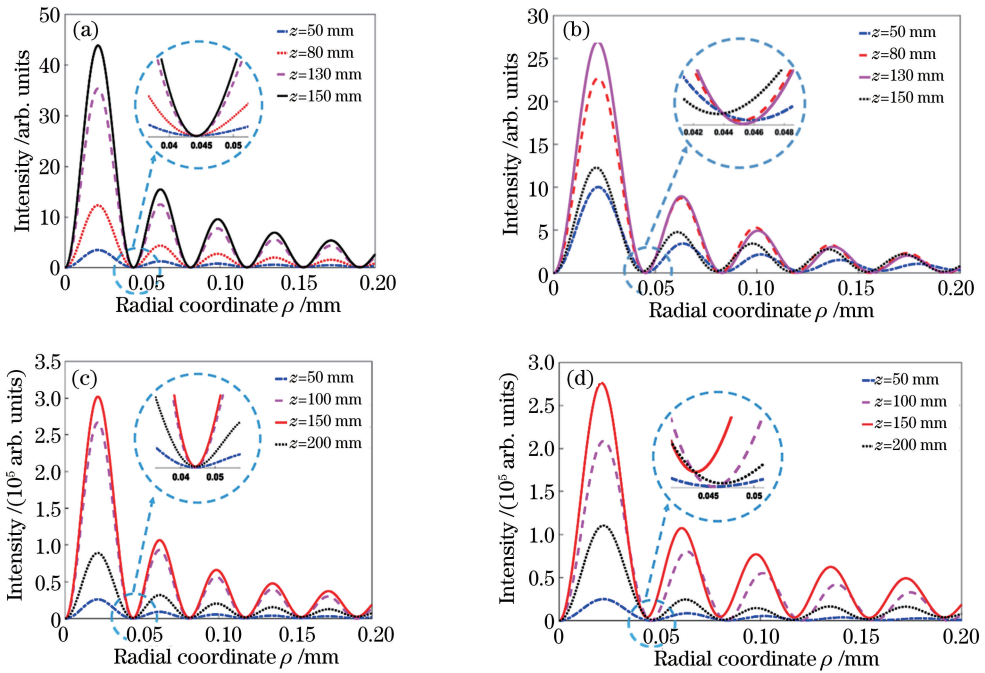 (a)
Intensity /arb. units
50
40
30
20
10
0
z=50 mm
z=80 mm
z=130 mm
z=150 mm
0.04 0.045 0.05
0 0.05 0.10 0.15 0.20
Radial coordinate ρ /mm
(b)
Intensity /arb. units
30
25
20
15
10
5
0
z=50 mm
z=80 mm
z=130 mm
z=150 mm
0.042 0.044 0.046 0.048
0 0.05 0.10 0.15 0.20
Radial coordinate ρ /mm
(c)
Intensity /(10⁵ arb. units)
3.5
3.0
2.5
2.0
1.5
1.0
0.5
0
z=50 mm
z=100 mm
z=150 mm
z=200 mm
0.04 0.05
0 0.05 0.10 0.15 0.20
Radial coordinate ρ /mm
(d)
Intensity /(10⁵ arb. units)
3.0
2.5
2.0
1.5
1.0
0.5
0
z=50 mm
z=100 mm
z=150 mm
z=200 mm
0.045 0.05
0 0.05 0.10 0.15 0.20
Radial coordinate ρ /mm